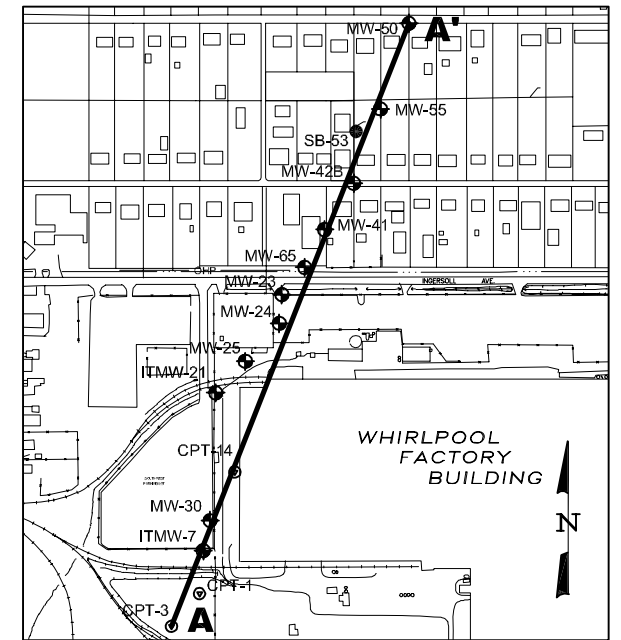 MW-50
A'
MW-55
SB-53
MW-42B
MW-41
MW-65
OHP
MW-23
INGERSOLL AVE.
MW-24
MW-25
ITMW-21
CPT-14
WHIRLPOOL
FACTORY
BUILDING
MW-30
N
ITMW-7
CPT-1
CPT-3
A